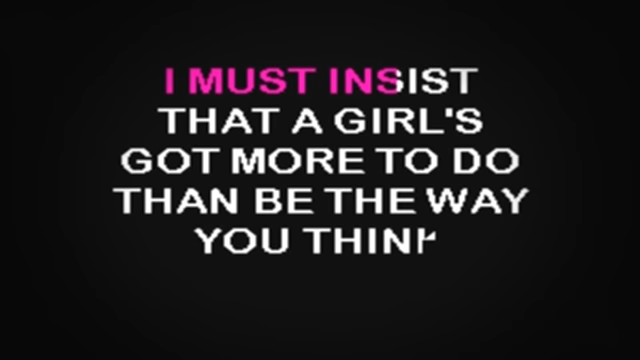 I MUST INSIST
THAT A GIRL'S
GOT MORE TO DO
THAN BE THE WAY
YOU THINK